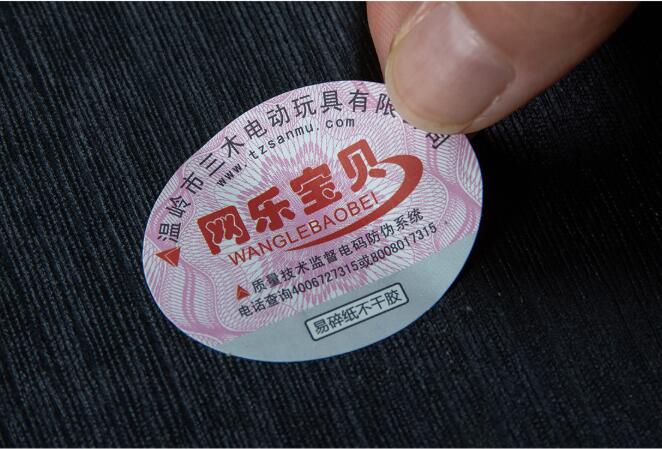 温岭市三木电动玩具有限 司
www.tzsanmu.com
网乐宝贝
WANGLEBAOBEI
质量技术监督电码防伪系统
电话查询4006727315或8008017315
易碎纸不干胶